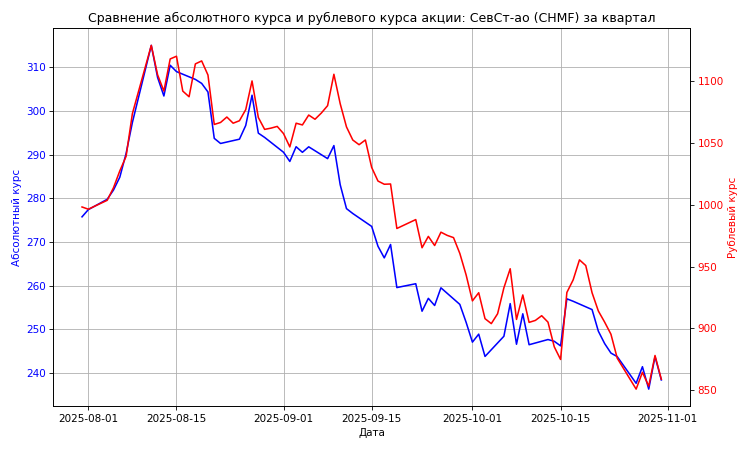 Сравнение абсолютного курса и рублевого курса акции: СевСт-ао (CHMF) за квартал
Абсолютный курс
310
300
290
280
270
260
250
240
1100
1050
1000
950
900
850
Рублевый курс
2025-08-01 2025-08-15 2025-09-01 2025-09-15 2025-10-01 2025-10-15 2025-11-01
Дата